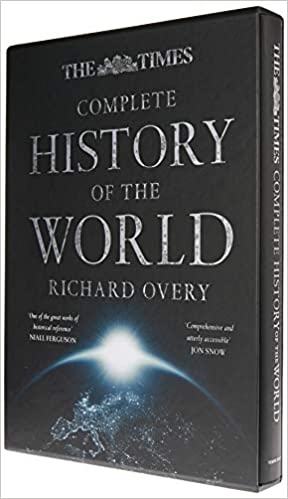 THE TIMES
COMPLETE
HISTORY
OF THE
WORLD
RICHARD OVERY
'One of the great works of
historical reference'
NIALL FERGUSON
'Comprehensive and
utterly accessible'
JON SNOW
THE TIMES COMPLETE HISTORY OF THE WORLD